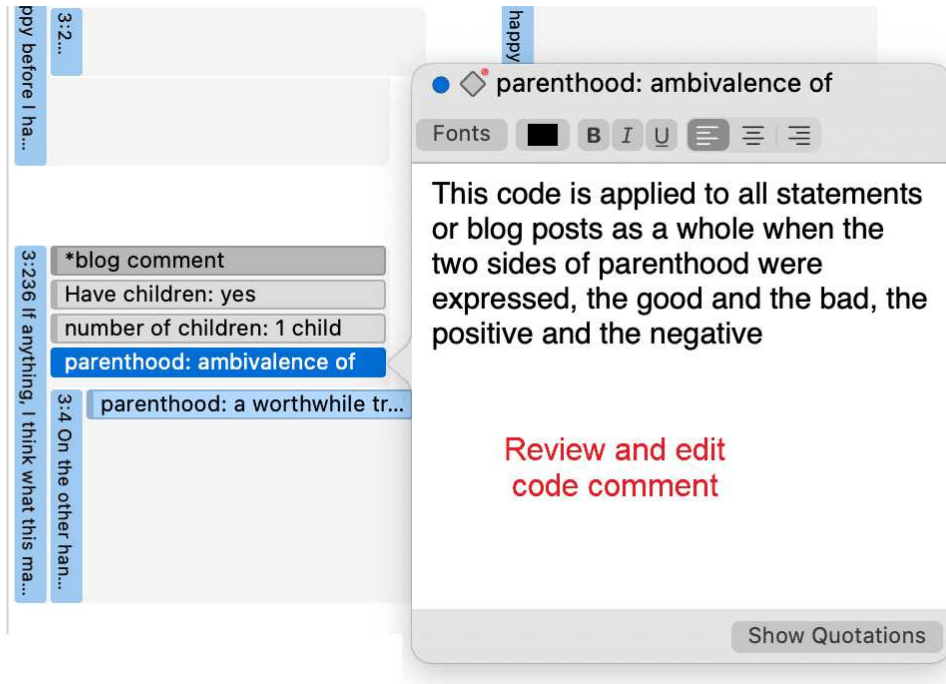 ppy before I ha...
3:2...
happy
parenthood: ambivalence of
Fonts
B I U
This code is applied to all statements
or blog posts as a whole when the
two sides of parenthood were
expressed, the good and the bad, the
positive and the negative
3:236 If anything, I think what this ma...
*blog comment
Have children: yes
number of children: 1 child
parenthood: ambivalence of
3:4 On the other han...
parenthood: a worthwhile tr...
Review and edit
code comment
Show Quotations